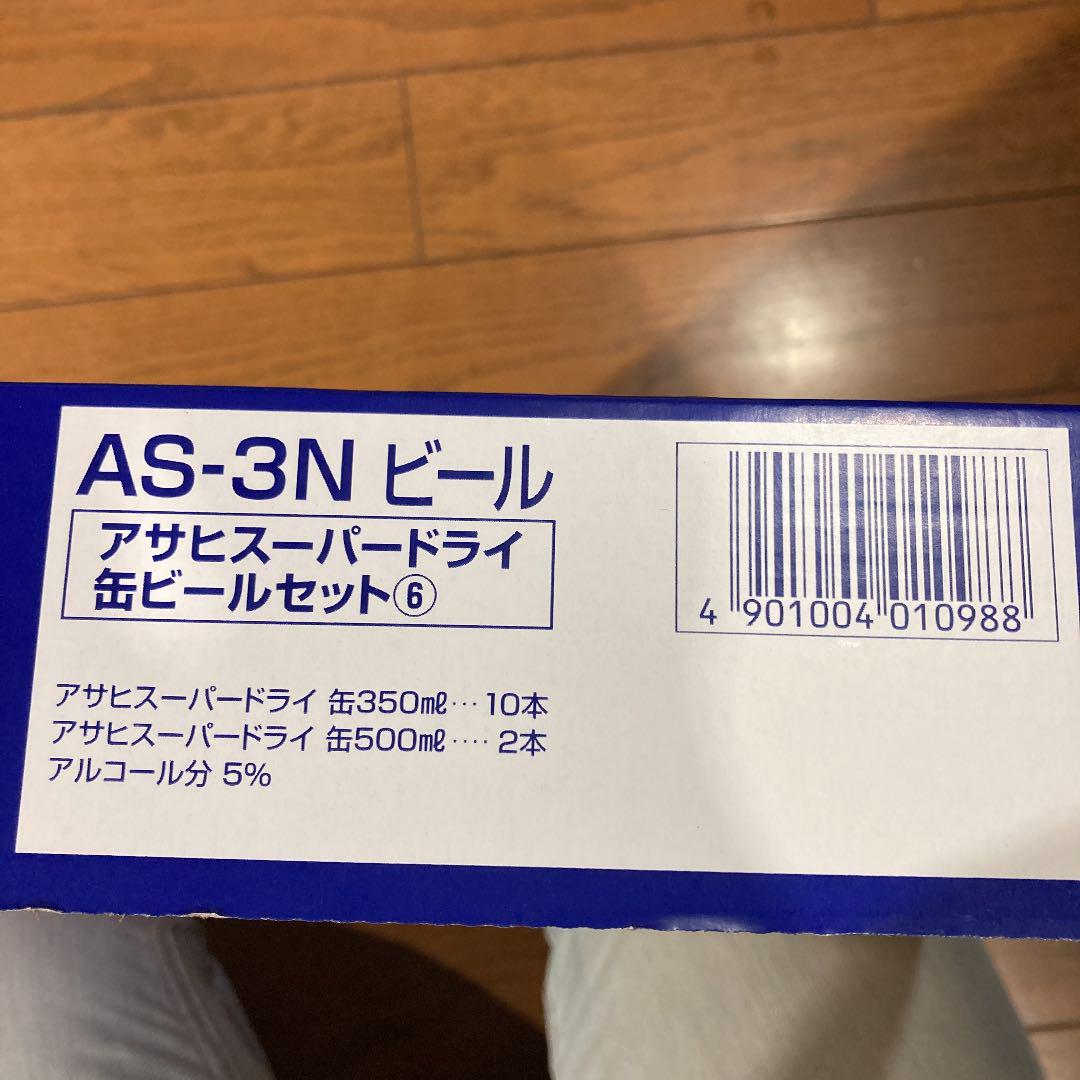 AS-3N ビール
アサヒスーパードライ
缶ビールセット⑥
アサヒスーパードライ 缶350㎖…10本
アサヒスーパードライ 缶500㎖‥‥2本
アルコール分 5%
4 901004 010988